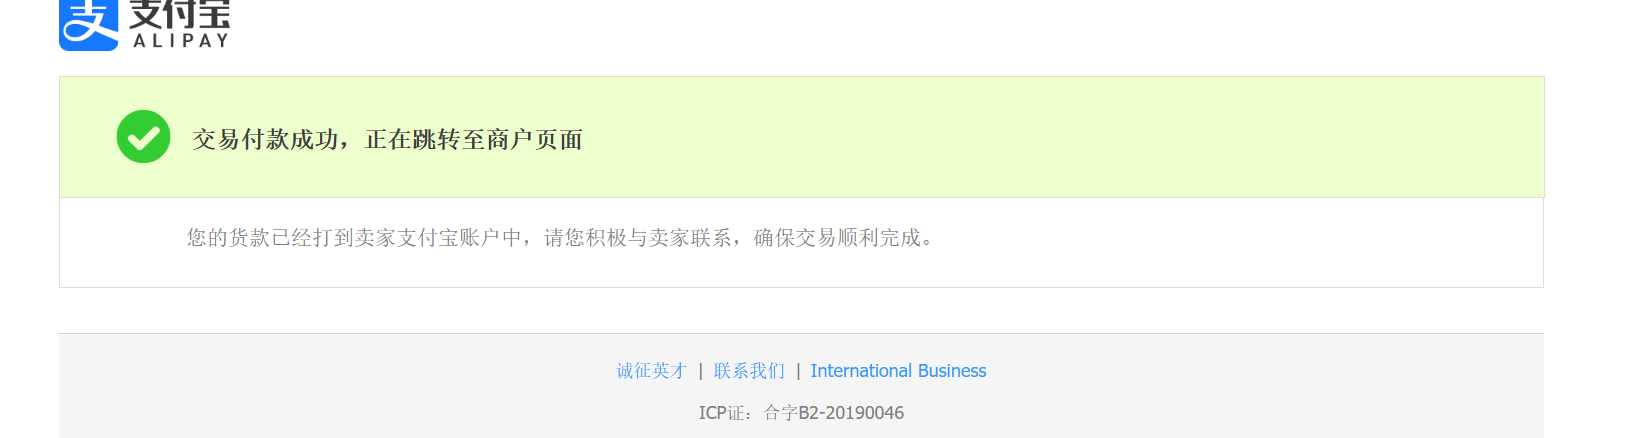 支付宝
ALIPAY
交易付款成功，正在跳转至商户页面
您的货款已经打到卖家支付宝账户中，请您积极与卖家联系，确保交易顺利完成。
诚征英才 | 联系我们 | International Business
ICP证：合字B2-20190046